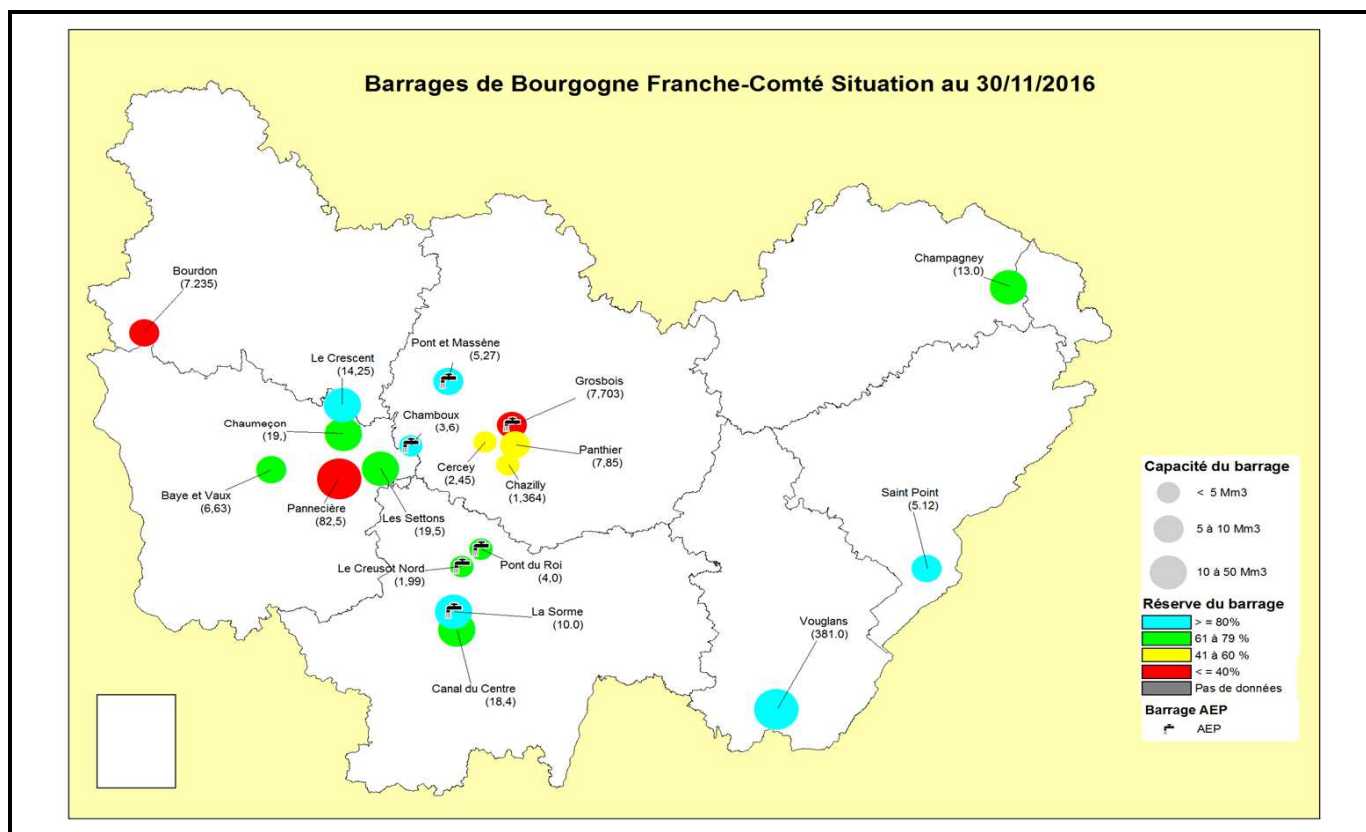 Barrages de Bourgogne Franche-Comté Situation au 30/11/2016
Bourdon
(7.235)
Champagney
(13.0)
Pont et Massène
(5,27)
Le Crescent
(14,25)
Grosbois
(7,703)
Chaumeçon
(19,)
Chamboux
(3,6)
Cercey
(2,45)
Panthier
(7,85)
Chazilly
(1,364)
Baye et Vaux
(6,63)
Pannecière
(82,5)
Les Settons
(19,5)
Saint Point
(5.12)
Le Creusot Nord
(1,99)
Pont du Roi
(4,0)
La Sorme
(10.0)
Vouglans
(381.0)
Canal du Centre
(18,4)
Capacité du barrage
< 5 Mm3
5 à 10 Mm3
10 à 50 Mm3
Réserve du barrage
> = 80%
61 à 79 %
41 à 60 %
< = 40%
Pas de données
Barrage AEP
AEP